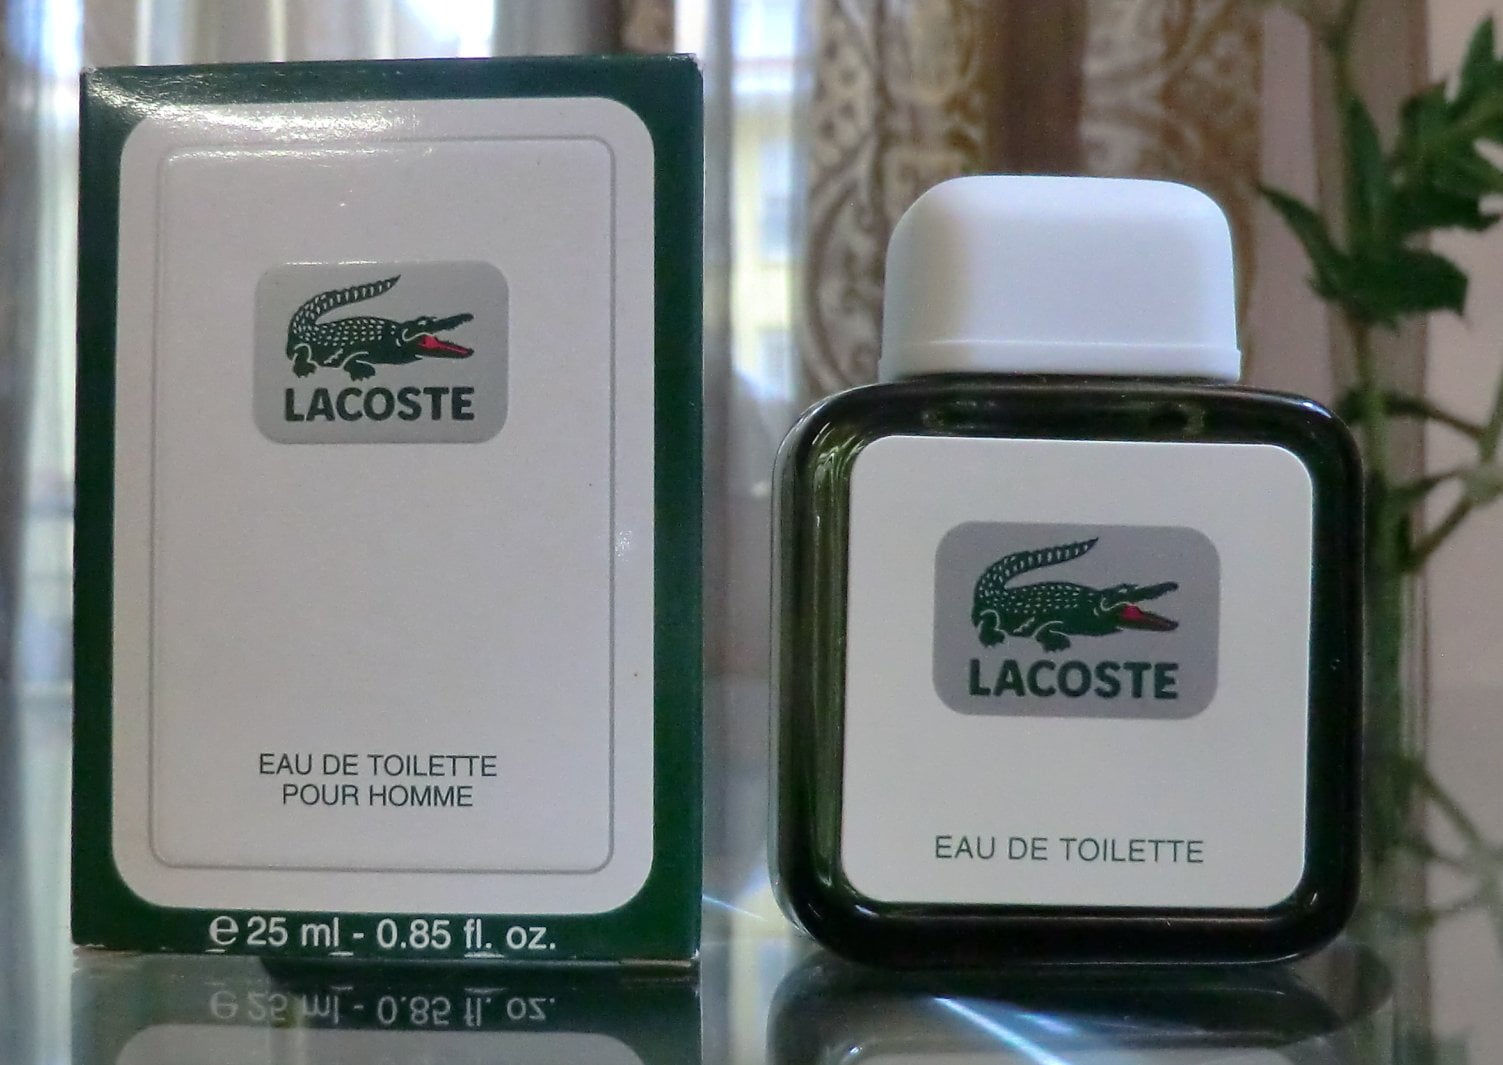 LACOSTE
EAU DE TOILETTE
POUR HOMME
℮ 25 ml - 0.85 fl. oz.
LACOSTE
EAU DE TOILETTE